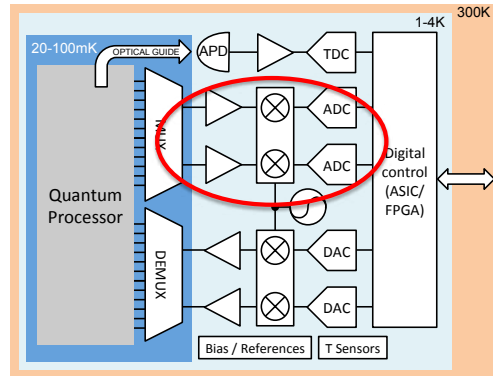 300K
1-4K
20-100mK
OPTICAL GUIDE
APD
TDC
MUX
ADC
ADC
Quantum
Processor
Digital
control
(ASIC/
FPGA)
DEMUX
DAC
DAC
Bias / References
T Sensors